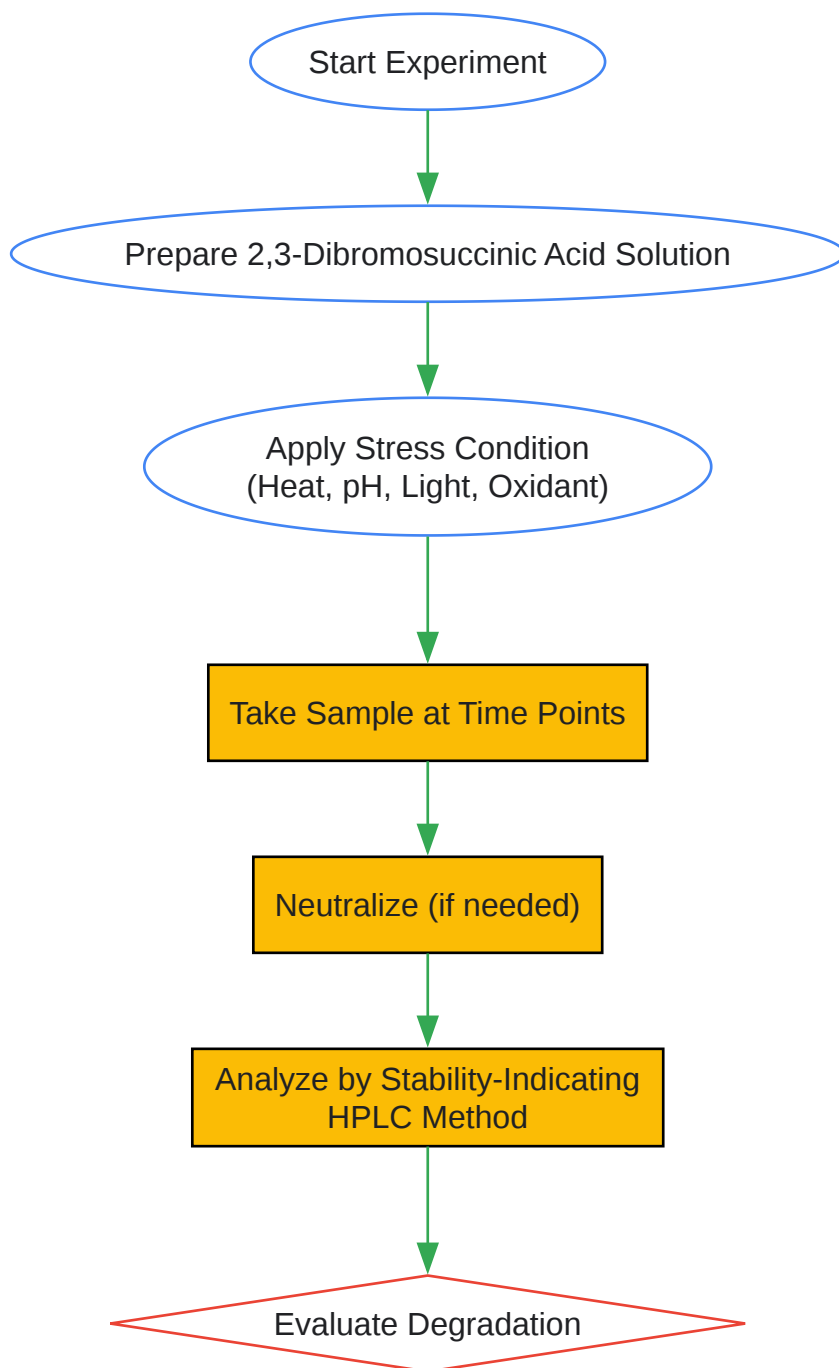 Start Experiment
Prepare 2,3-Dibromosuccinic Acid Solution
Apply Stress Condition
(Heat, pH, Light, Oxidant)
Take Sample at Time Points
Neutralize (if needed)
Analyze by Stability-Indicating
HPLC Method
Evaluate Degradation